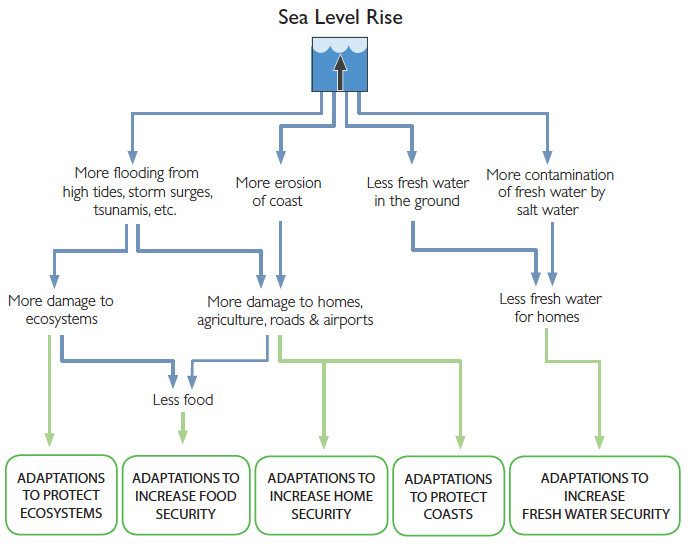 Sea Level Rise
More flooding from
high tides, storm surges,
tsunamis, etc.
More erosion
of coast
Less fresh water
in the ground
More contamination
of fresh water by
salt water
More damage to
ecosystems
More damage to homes,
agriculture, roads & airports
Less fresh water
for homes
Less food
ADAPTATIONS
TO PROTECT
ECOSYSTEMS
ADAPTATIONS TO
INCREASE FOOD
SECURITY
ADAPTATIONS TO
INCREASE HOME
SECURITY
ADAPTATIONS
TO PROTECT
COASTS
ADAPTATIONS TO
INCREASE
FRESH WATER SECURITY